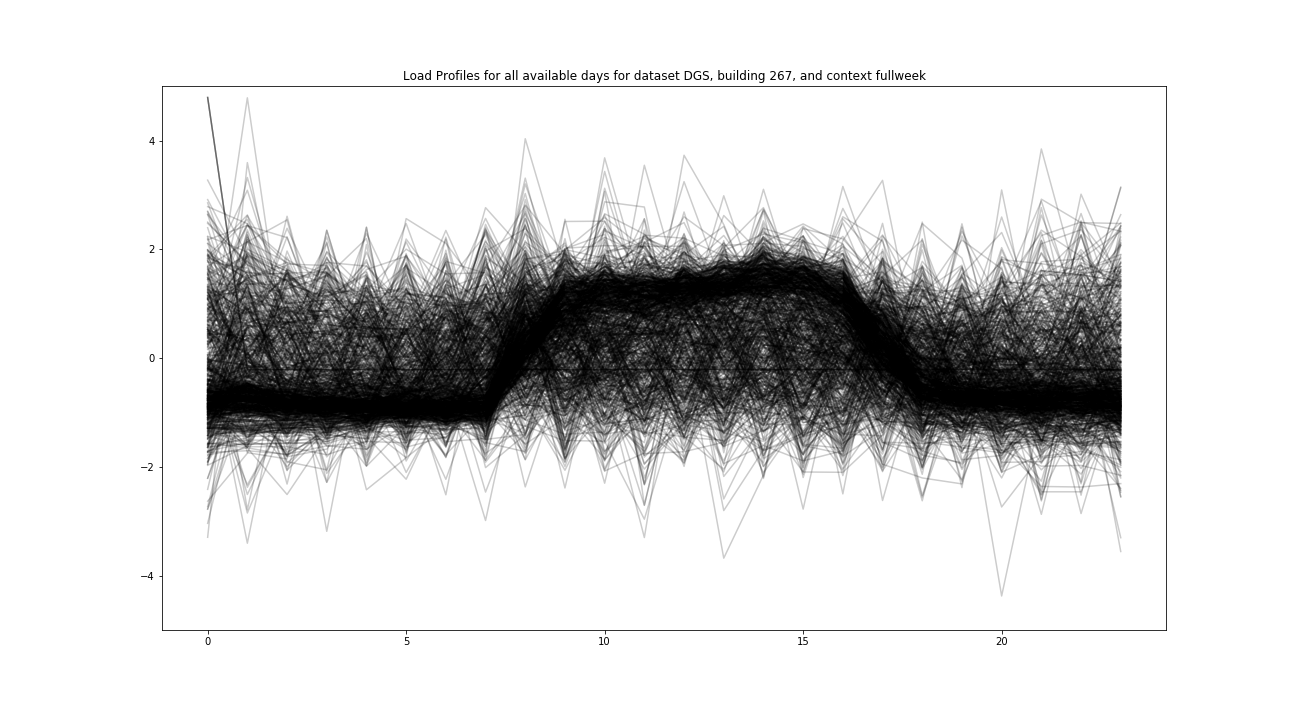 Load Profiles for all available days for dataset DGS, building 267, and context fullweek
4
2
0
−2
−4
0 5 10 15 20